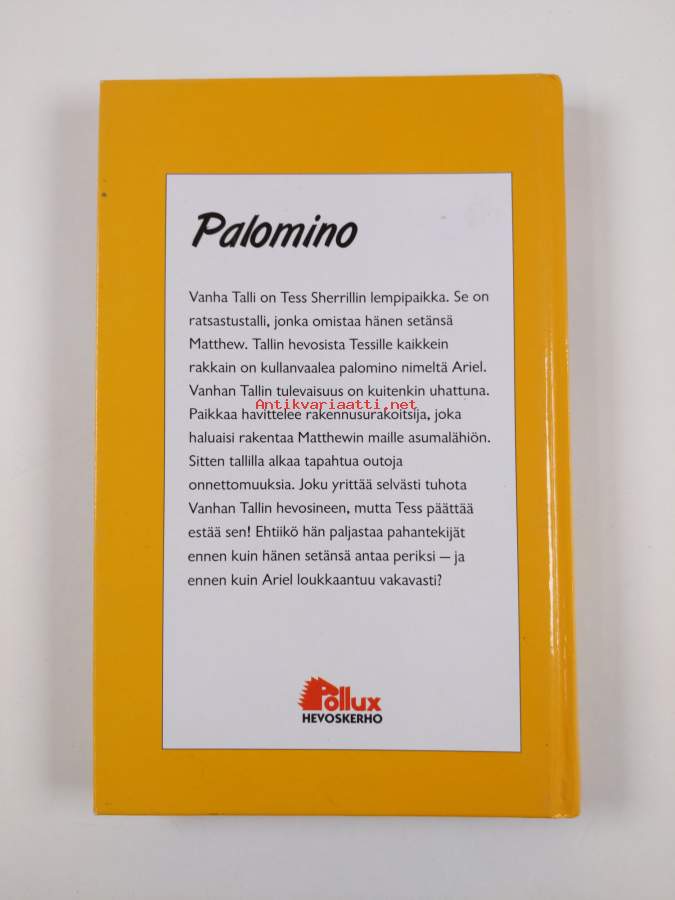 Palomino
Vanha Talli on Tess Sherrillin lempipaikka. Se on
ratsastustalli, jonka omistaa hänen setänsä
Matthew. Tallin hevosista Tessille kaikkein
rakkain on kullanvaalea palomino nimeltä Ariel.
Vanhan Tallin tulevaisuus on kuitenkin uhattuna.
Antikvariaatti.net
Paikkaa havittelee rakennusurakoitsija, joka
haluaisi rakentaa Matthewin maille asumalähiön.
Sitten tallilla alkaa tapahtua outoja
onnettomuuksia. Joku yrittää selvästi tuhota
Vanhan Tallin hevosineen, mutta Tess päättää
estää sen! Ehtiikö hän paljastaa pahantekijät
ennen kuin hänen setänsä antaa periksi – ja
ennen kuin Ariel loukkaantuu vakavasti?
Pollux
HEVOSKERHO